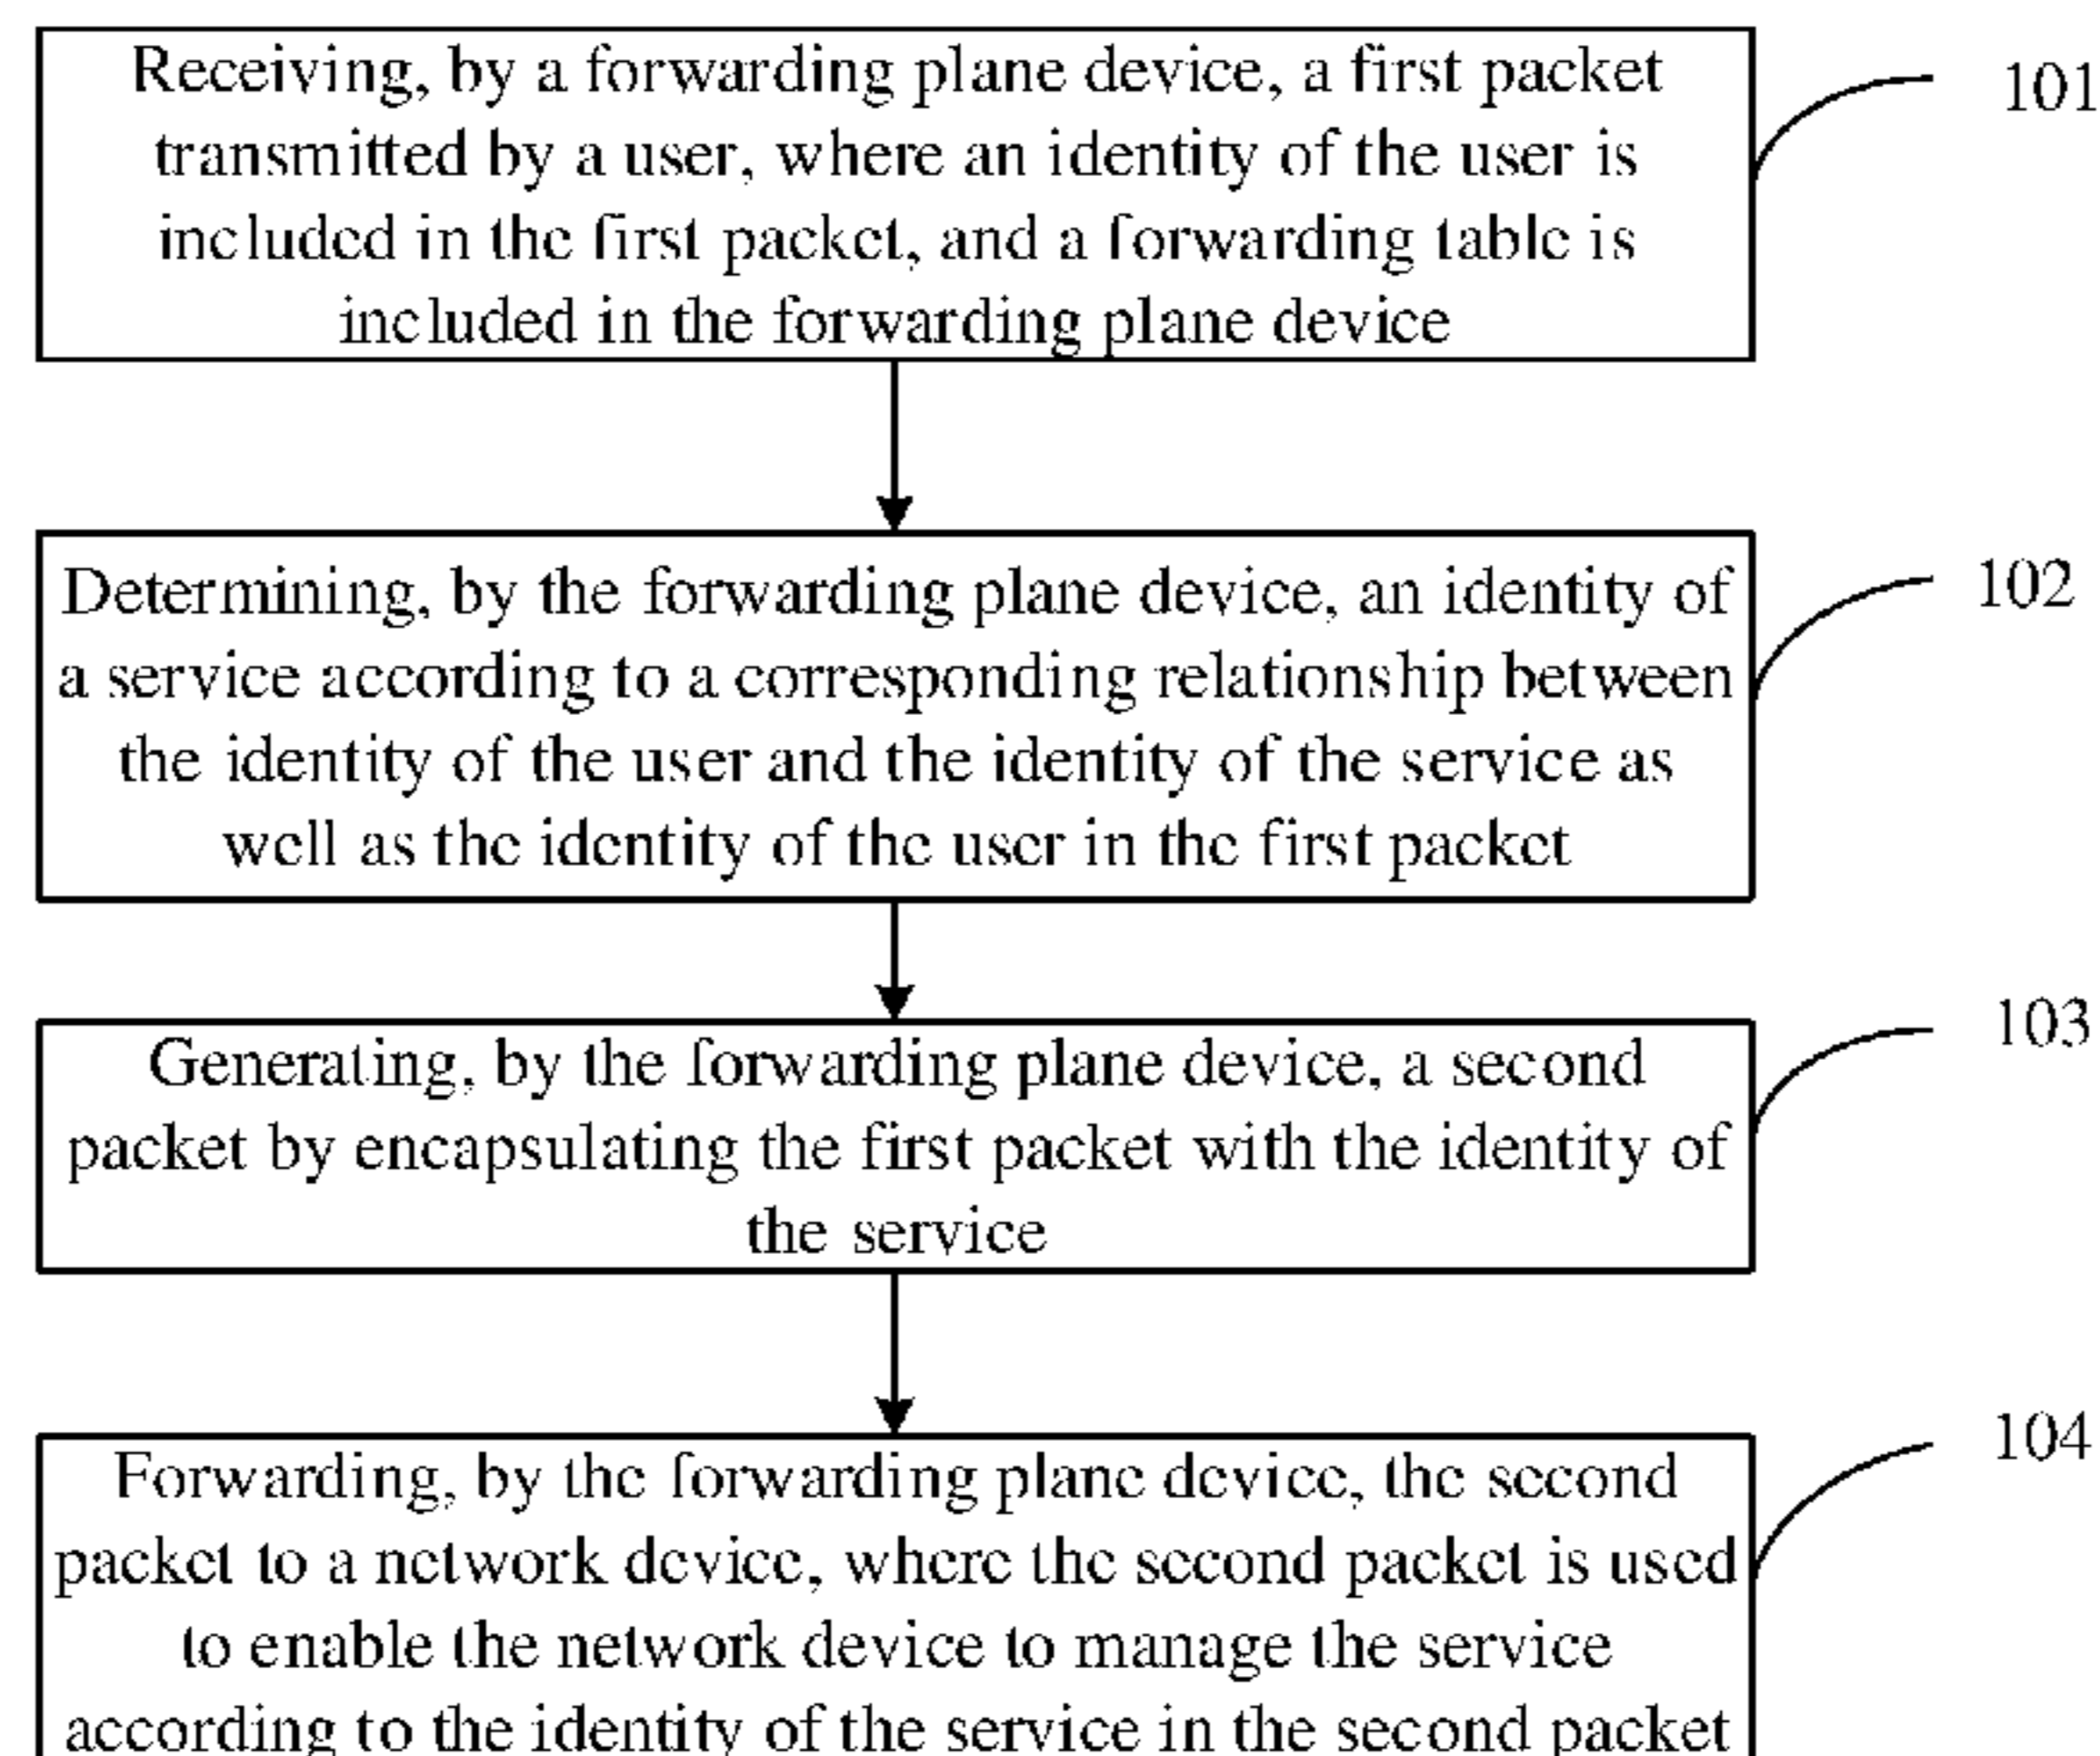 Receiving, by a forwarding plane device, a first packet
transmitted by a user, where an identity of the user is
included in the first packet, and a forwarding table is
included in the forwarding plane device
101
Determining, by the forwarding plane device, an identity of
a service according to a corresponding relationship between
the identity of the user and the identity of the service as
well as the identity of the user in the first packet
102
Generating, by the forwarding plane device, a second
packet by encapsulating the first packet with the identity of
the service
103
Forwarding, by the forwarding plane device, the second
packet to a network device, where the second packet is used
to enable the network device to manage the service
according to the identity of the service in the second packet
104